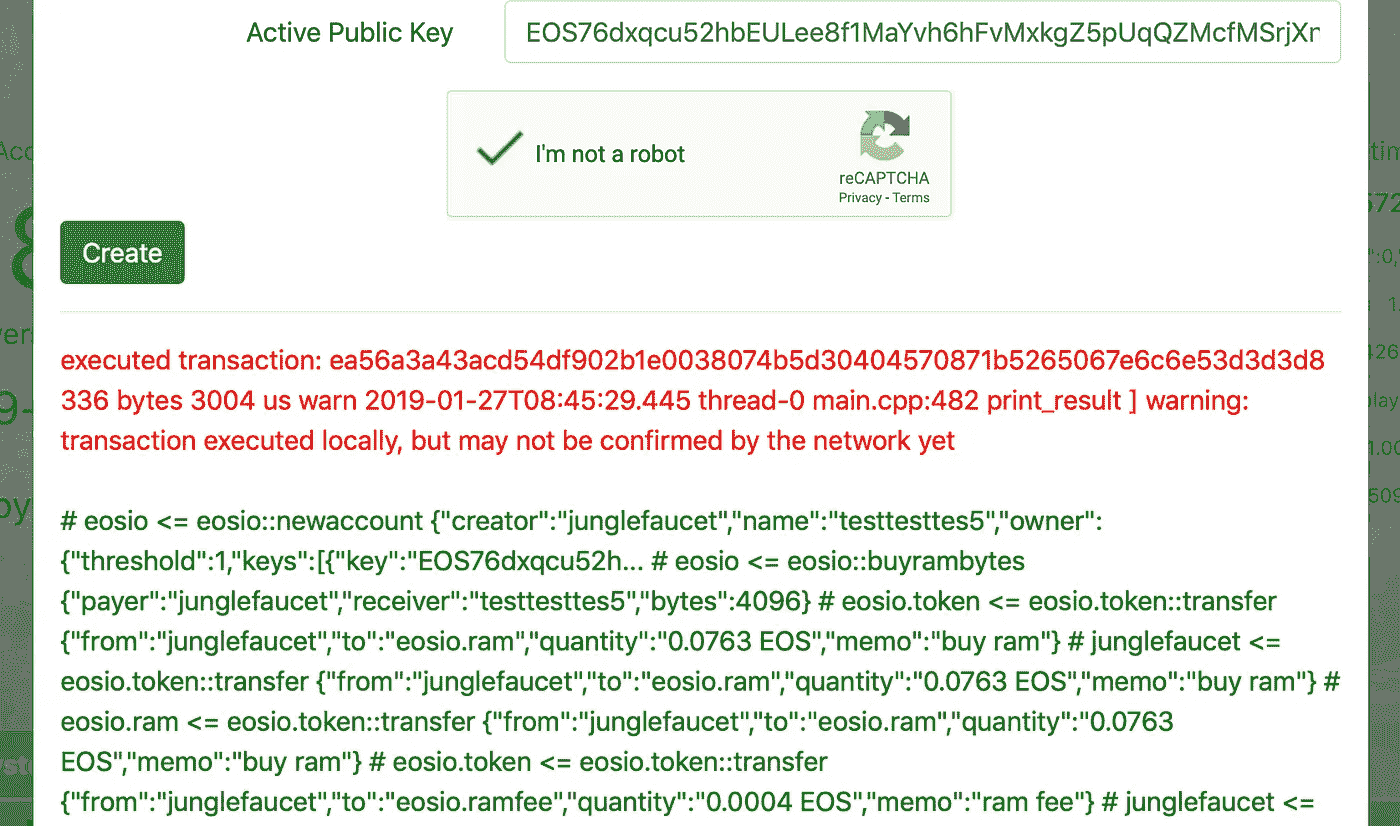 Active Public Key
EOS76dxqcu52hbEULee8f1MaYvh6hFvMxkgZ5pUqQZMcfMSrjXr
I'm not a robot
reCAPTCHA
Privacy - Terms
Create
executed transaction: ea56a3a43acd54df902b1e0038074b5d30404570871b5265067e6c6e53d3d3d8
336 bytes 3004 us warn 2019-01-27T08:45:29.445 thread-0 main.cpp:482 print_result ] warning:
transaction executed locally, but may not be confirmed by the network yet
# eosio <= eosio::newaccount {"creator":"junglefaucet","name":"testtesttes5","owner":
{"threshold":1,"keys":[{"key":"EOS76dxqcu52h... # eosio <= eosio::buyrambytes
{"payer":"junglefaucet","receiver":"testtesttes5","bytes":4096} # eosio.token <= eosio.token::transfer
{"from":"junglefaucet","to":"eosio.ram","quantity":"0.0763 EOS","memo":"buy ram"} # junglefaucet <=
eosio.token::transfer {"from":"junglefaucet","to":"eosio.ram","quantity":"0.0763 EOS","memo":"buy ram"} #
eosio.ram <= eosio.token::transfer {"from":"junglefaucet","to":"eosio.ram","quantity":"0.0763
EOS","memo":"buy ram"} # eosio.token <= eosio.token::transfer
{"from":"junglefaucet","to":"eosio.ramfee","quantity":"0.0004 EOS","memo":"ram fee"} # junglefaucet <=